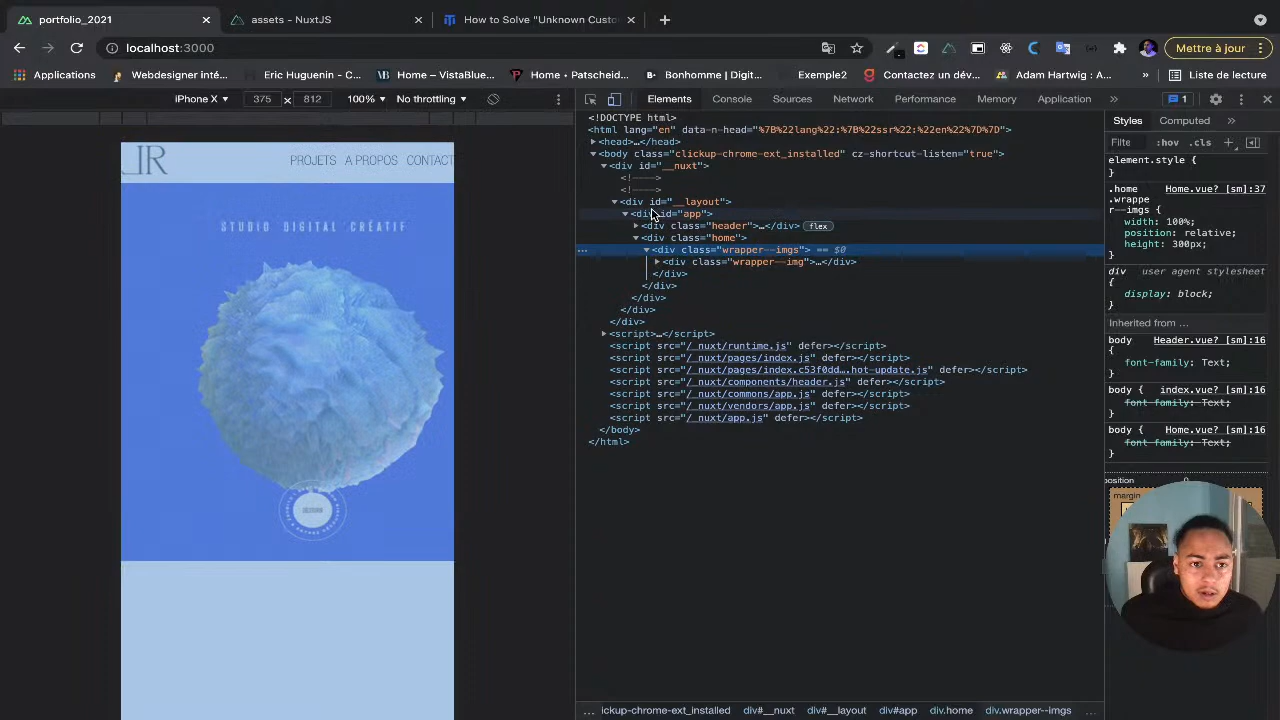 portfolio_2021
assets - NuxtJS
How to Solve "Unknown Custo
localhost:3000
Mettre à jour
Applications
Webdesigner inté...
Eric Huguenin - C...
Home – VistaBlue...
Home • Patscheid...
Bonhomme | Digit...
Exemple2
Contactez un dév...
Adam Hartwig : A...
»
Liste de lecture
iPhone X
375 × 812
100%
No throttling
Elements
Console
Sources
Network
Performance
Memory
Application
»
1
JR
PROJETS
A PROPOS
CONTACT
STUDIO DIGITAL CRÉATIF
<!DOCTYPE html>
<html lang="en" data-n-head="%7B%22lang%22:%7B%22ssr%22:%22en%22%7D%7D">
<head>…</head>
<body class="clickup-chrome-ext_installed" cz-shortcut-listen="true">
<div id="__nuxt">
<!---->
<!---->
<div id="__layout">
<div id="app">
<div class="header">…</div> flex
<div class="home">
<div class="wrapper--imgs"> == $0
<div class="wrapper--img">…</div>
</div>
</div>
</div>
</div>
</div>
<script>…</script>
<script src="/_nuxt/runtime.js" defer></script>
<script src="/_nuxt/pages/index.js" defer></script>
<script src="/_nuxt/pages/index.c53f0dd….hot-update.js" defer></script>
<script src="/_nuxt/components/header.js" defer></script>
<script src="/_nuxt/commons/app.js" defer></script>
<script src="/_nuxt/vendors/app.js" defer></script>
<script src="/_nuxt/app.js" defer></script>
</body>
</html>
… ickup-chrome-ext_installed div#__nuxt div#__layout div#app div.home div.wrapper--imgs …
Styles
Computed
»
Filte
:hov .cls
element.style {
}
.home Home.vue? [sm]:37
.wrappe
r--imgs {
width: 100%;
position: relative;
height: 300px;
}
div user agent stylesheet
{
display: block;
}
Inherited from …
body Header.vue? [sm]:16
{
font-family: Text;
}
body { index.vue? [sm]:16
font-family: Text;
}
body { Home.vue? [sm]:16
font-family: Text;
}
position
0
margin